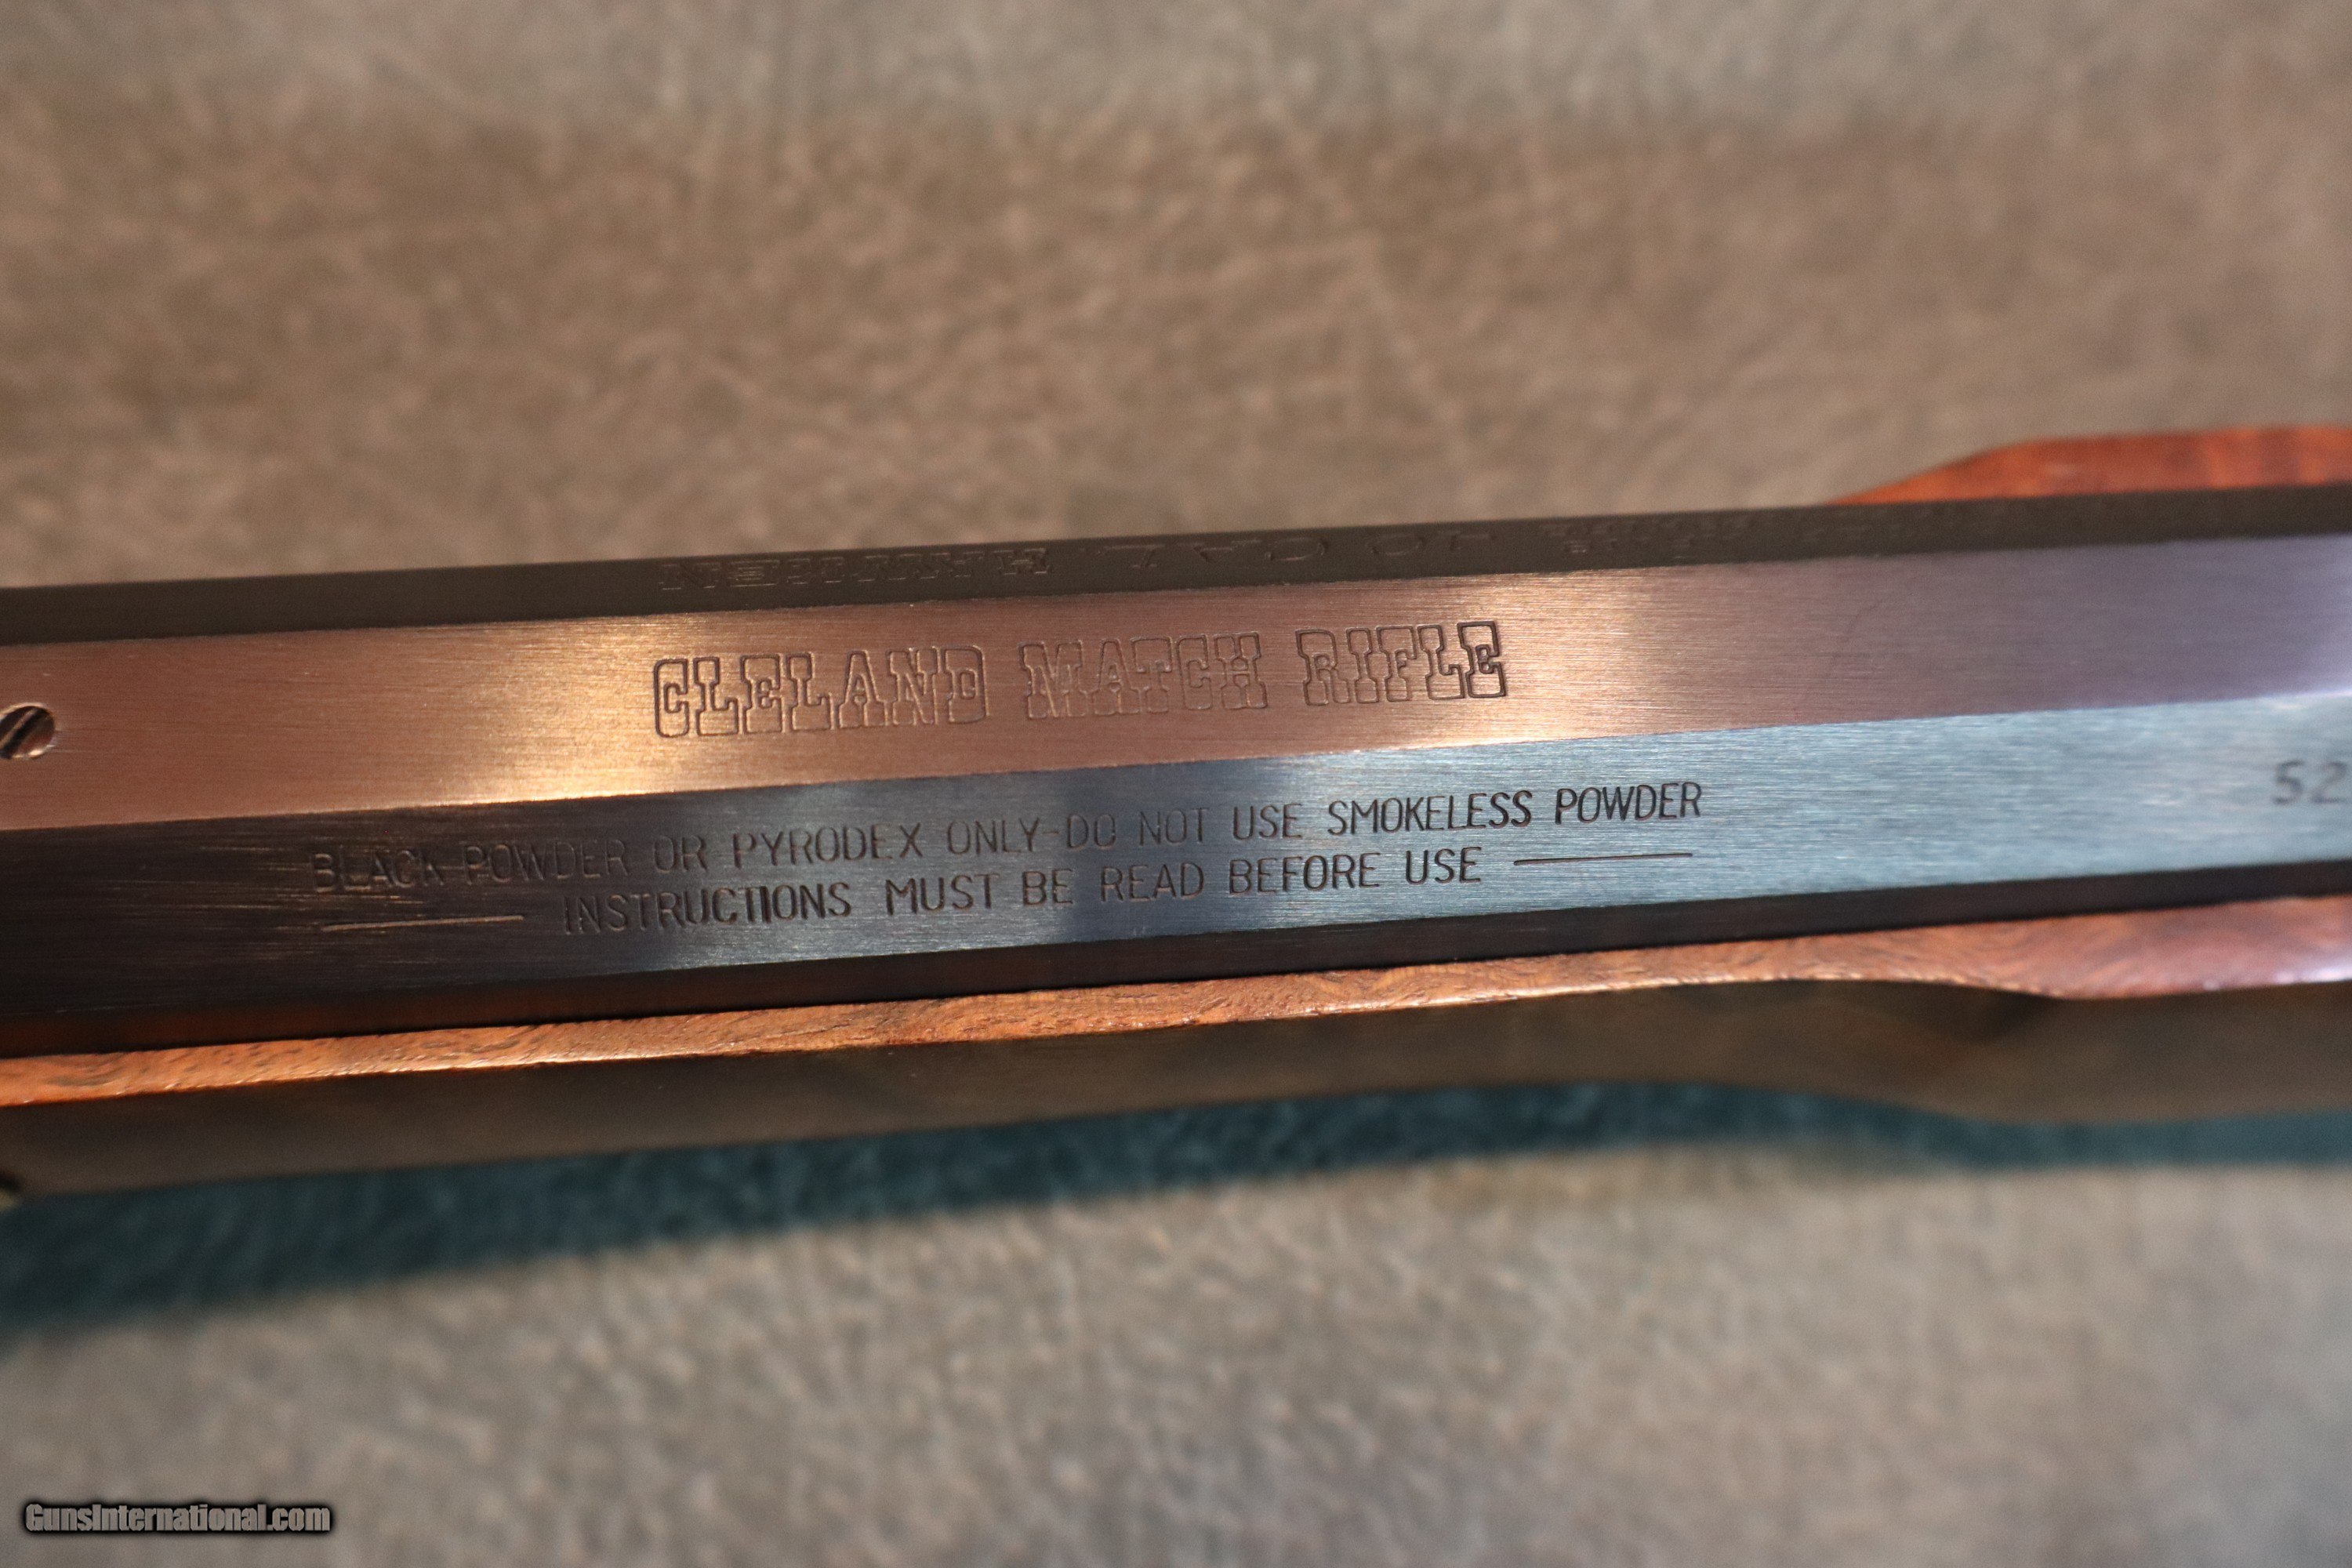 CLELAND MATCH RIFLE
BLACK POWDER OR PYRODEX ONLY-DO NOT USE SMOKELESS POWDER
INSTRUCTIONS MUST BE READ BEFORE USE
52
GunsInternational.com